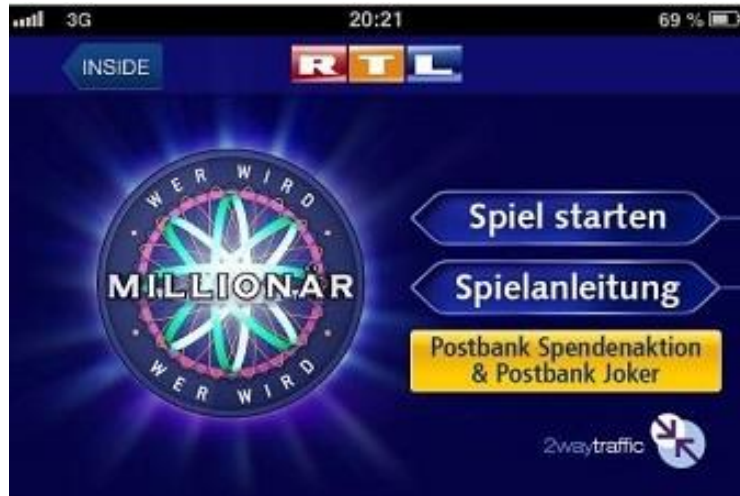 3G 20:21 69 %
INSIDE RTL
WER WIRD
MILLIONÄR
WER WIRD
Spiel starten
Spielanleitung
Postbank Spendenaktion
& Postbank Joker
2waytraffic